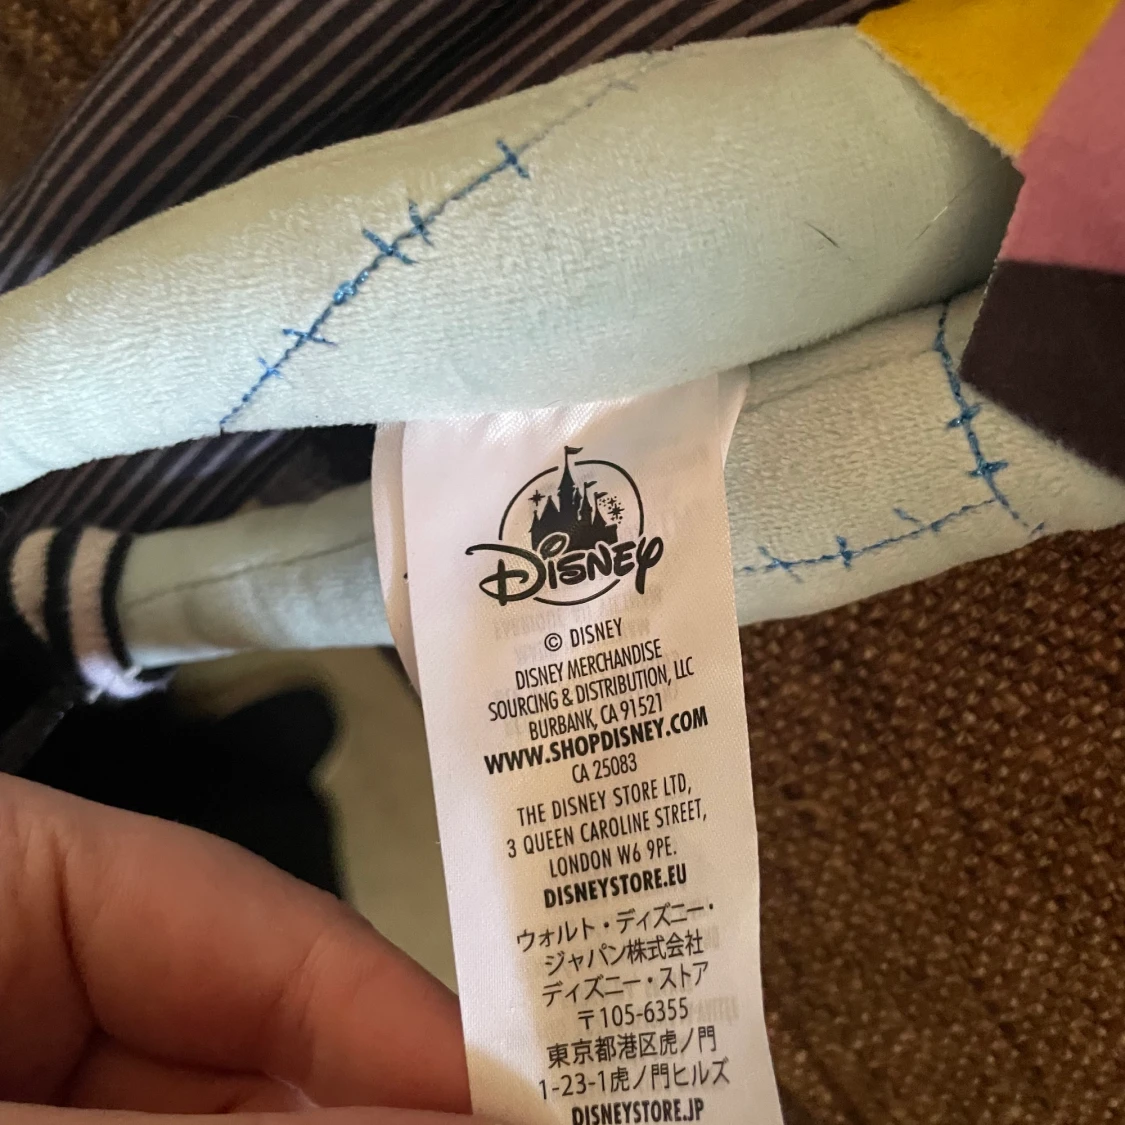 Disney
© DISNEY
DISNEY MERCHANDISE
SOURCING & DISTRIBUTION, LLC
BURBANK, CA 91521
WWW.SHOPDISNEY.COM
CA 25083
THE DISNEY STORE LTD,
3 QUEEN CAROLINE STREET,
LONDON W6 9PE.
DISNEYSTORE.EU
ウォルト・ディズニー・
ジャパン株式会社
ディズニー・ストア
〒105-6355
東京都港区虎ノ門
1-23-1虎ノ門ヒルズ
DISNEYSTORE.JP